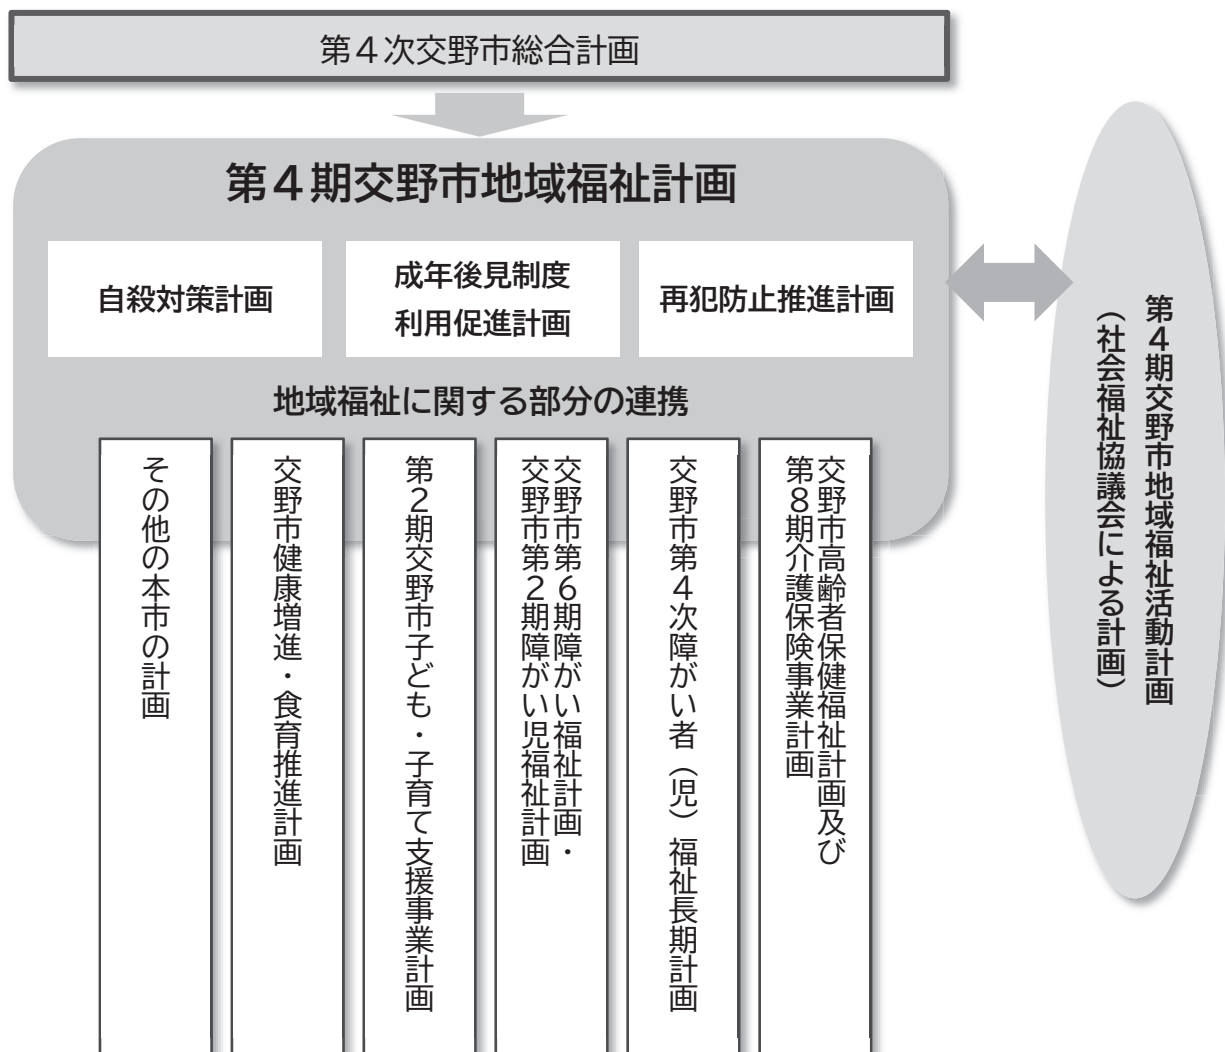 第４次交野市総合計画
第４期交野市地域福祉計画
自殺対策計画
成年後見制度
利用促進計画
再犯防止推進計画
地域福祉に関する部分の連携
交野市高齢者保健福祉計画及び
第８期介護保険事業計画
交野市第４次障がい者（児）福祉長期計画
交野市第６期障がい福祉計画・
交野市第２期障がい児福祉計画
第２期交野市子ども・子育て支援事業計画
交野市健康増進・食育推進計画
その他の本市の計画
第４期交野市地域福祉活動計画
（社会福祉協議会による計画）